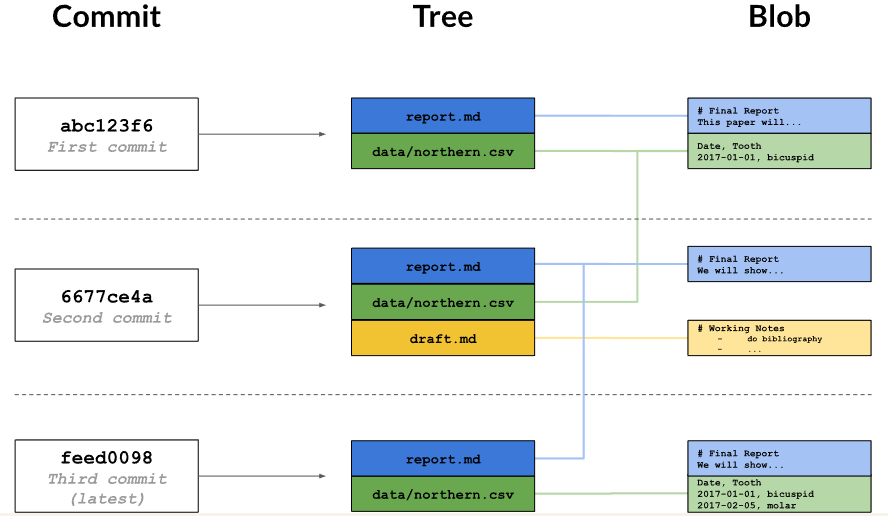 Commit
Tree
Blob
abc123f6
First commit
report.md
data/northern.csv
# Final Report
This paper will...
Date, Tooth
2017-01-01, bicuspid
6677ce4a
Second commit
report.md
data/northern.csv
draft.md
# Final Report
We will show...
# Working Notes
- do bibliography
- ...
feed0098
Third commit
(latest)
report.md
data/northern.csv
# Final Report
We will show...
Date, Tooth
2017-01-01, bicuspid
2017-02-05, molar